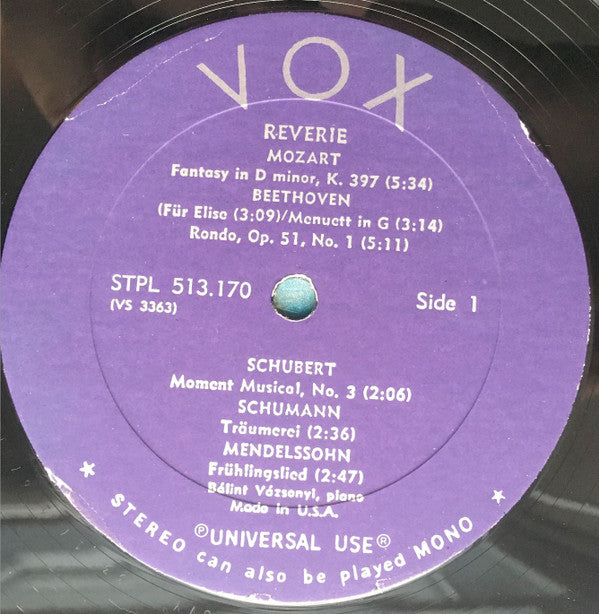 VOX
REVERIE
MOZART
Fantasy in D minor, K. 397 (5:34)
BEETHOVEN
(Für Elise (3:09)/Menuett in G (3:14)
Rondo, Op. 51, No. 1 (5:11)
STPL 513.170
(VS 3363)
Side 1
SCHUBERT
Moment Musical, No. 3 (2:06)
SCHUMANN
Träumerei (2:36)
MENDELSSOHN
Frühlingslied (2:47)
Bálint Vázsonyi, piano
Made in U.S.A.
℗UNIVERSAL USE®
* STEREO can also be played MONO *